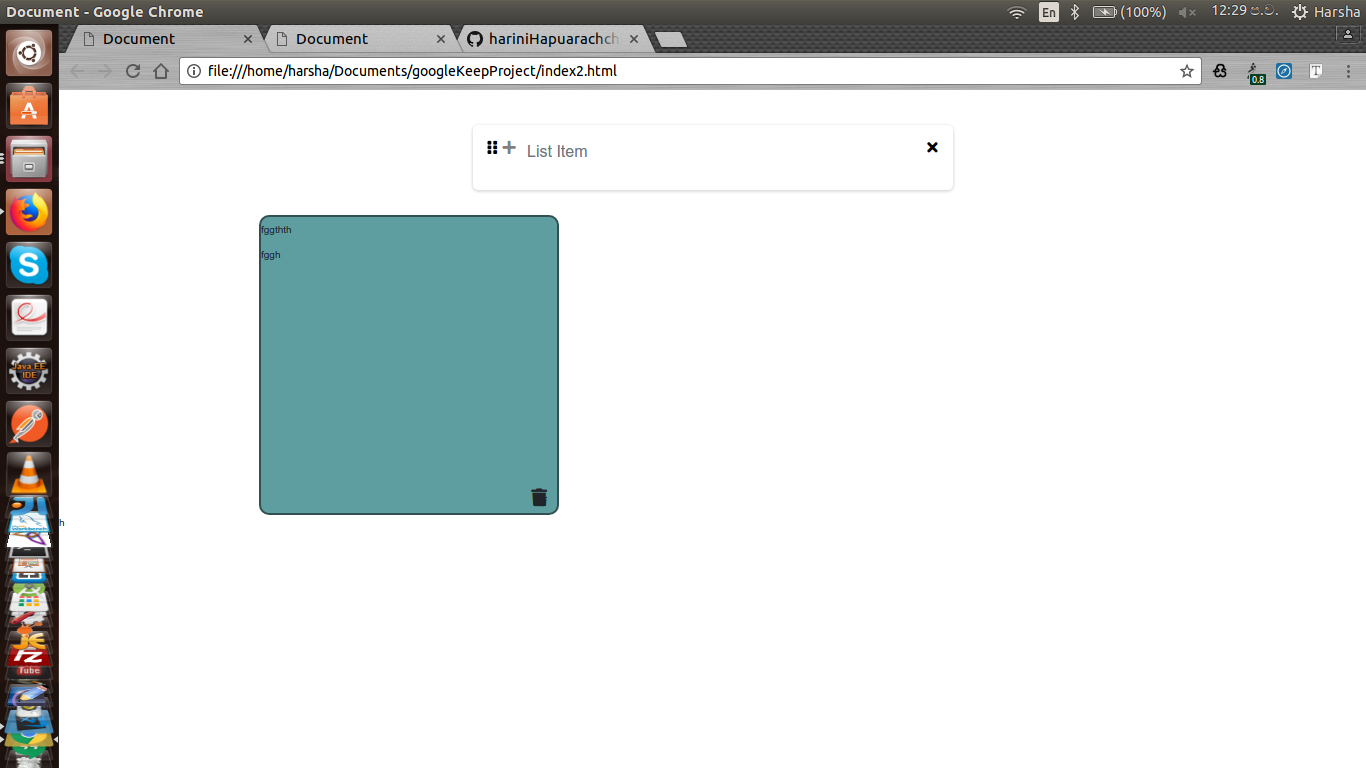 Document - Google Chrome
En (100%) 12:29 ප.ව. Harsha
Document Document hariniHapuarachch
file:///home/harsha/Documents/googleKeepProject/index2.html
0.8
T
List Item
fggthth
fggh
h
Java EE
IDE
Tube